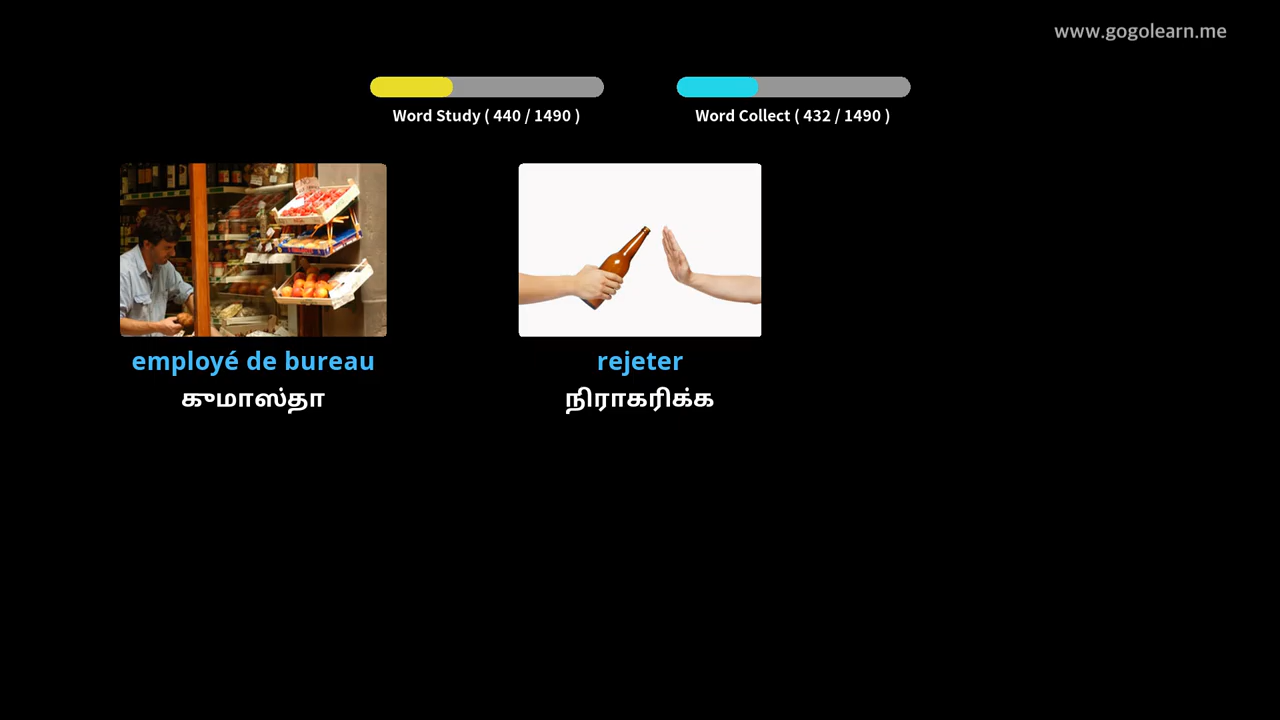 www.gogolearn.me
Word Study ( 440 / 1490 )
Word Collect ( 432 / 1490 )
employé de bureau
குமாஸ்தா
rejeter
நிராகரிக்க